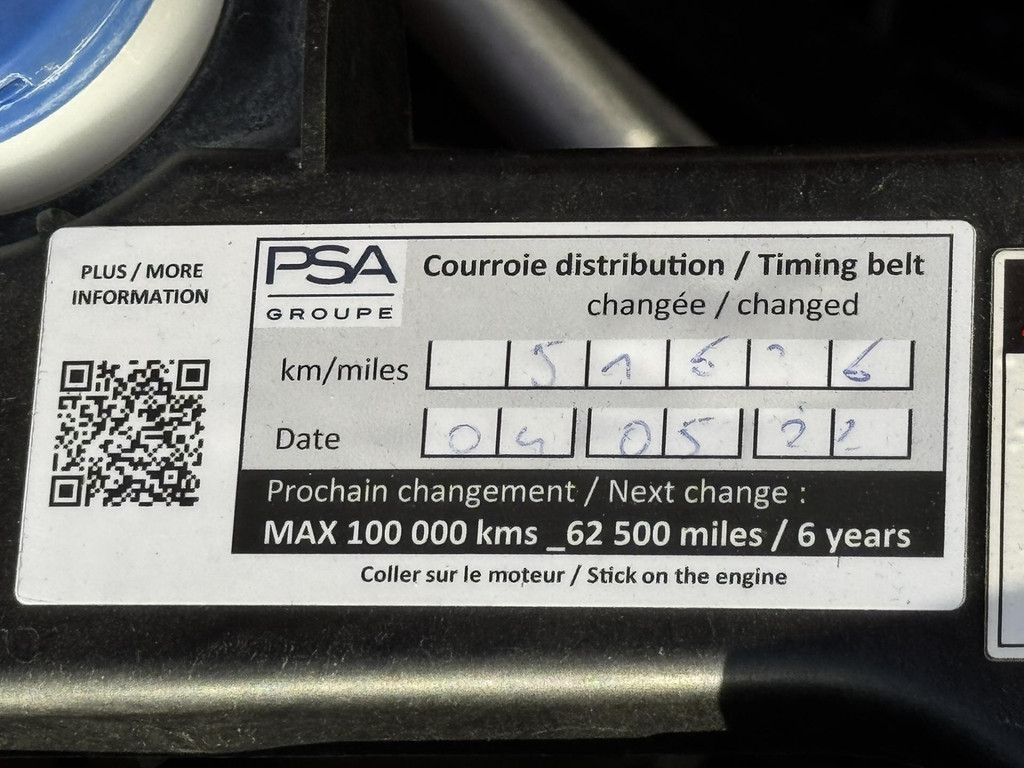 PLUS / MORE
INFORMATION
PSA
GROUPE
Courroie distribution / Timing belt
changée / changed
km/miles
Date 04 05 22
Prochain changement / Next change :
MAX 100 000 kms _62 500 miles / 6 years
Coller sur le moteur / Stick on the engine